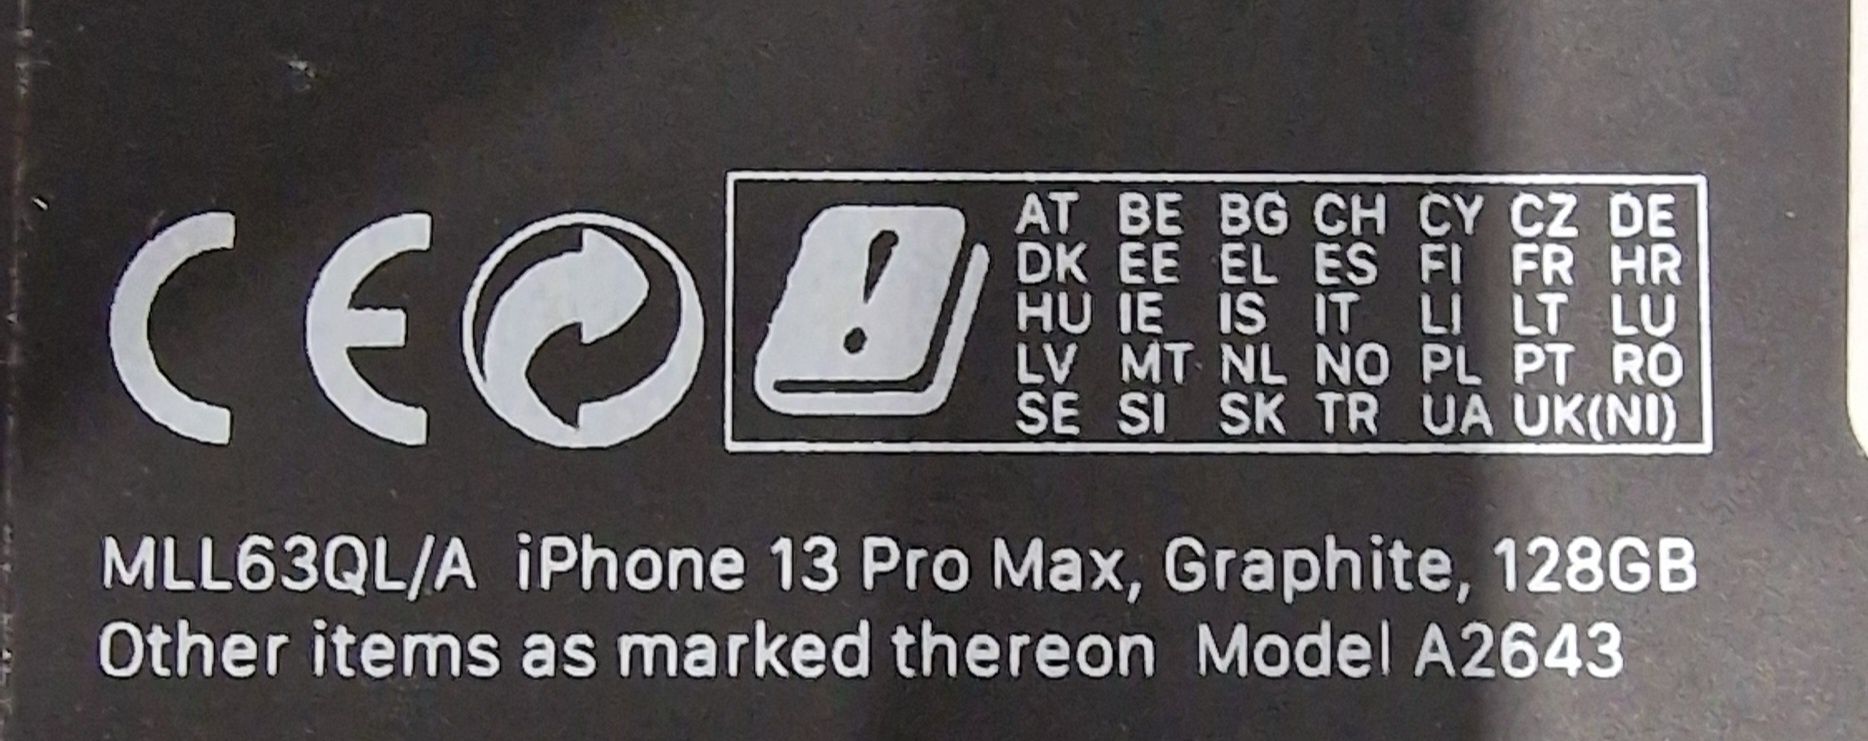 CE
AT BE BG CH CY CZ DE
DK EE EL ES FI FR HR
HU IE IS IT LI LT LU
LV MT NL NO PL PT RO
SE SI SK TR UA UK(NI)
MLL63QL/A iPhone 13 Pro Max, Graphite, 128GB
Other items as marked thereon Model A2643